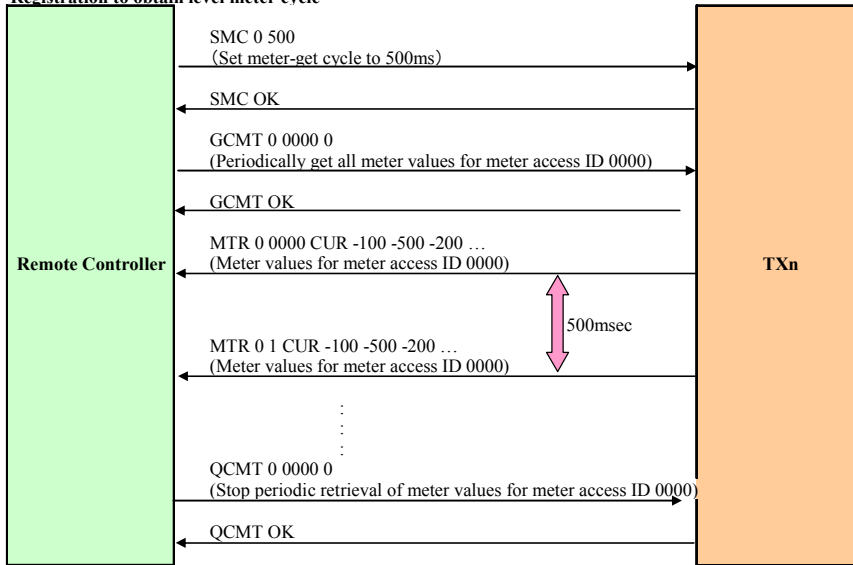 Registration to obtain level meter cycle
SMC 0 500
（Set meter-get cycle to 500ms）
SMC OK
GCMT 0 0000 0
(Periodically get all meter values for meter access ID 0000)
GCMT OK
MTR 0 0000 CUR -100 -500 -200 …
(Meter values for meter access ID 0000)
Remote Controller
TXn
500msec
MTR 0 1 CUR -100 -500 -200 …
(Meter values for meter access ID 0000)
:
:
:
QCMT 0 0000 0
(Stop periodic retrieval of meter values for meter access ID 0000)
QCMT OK